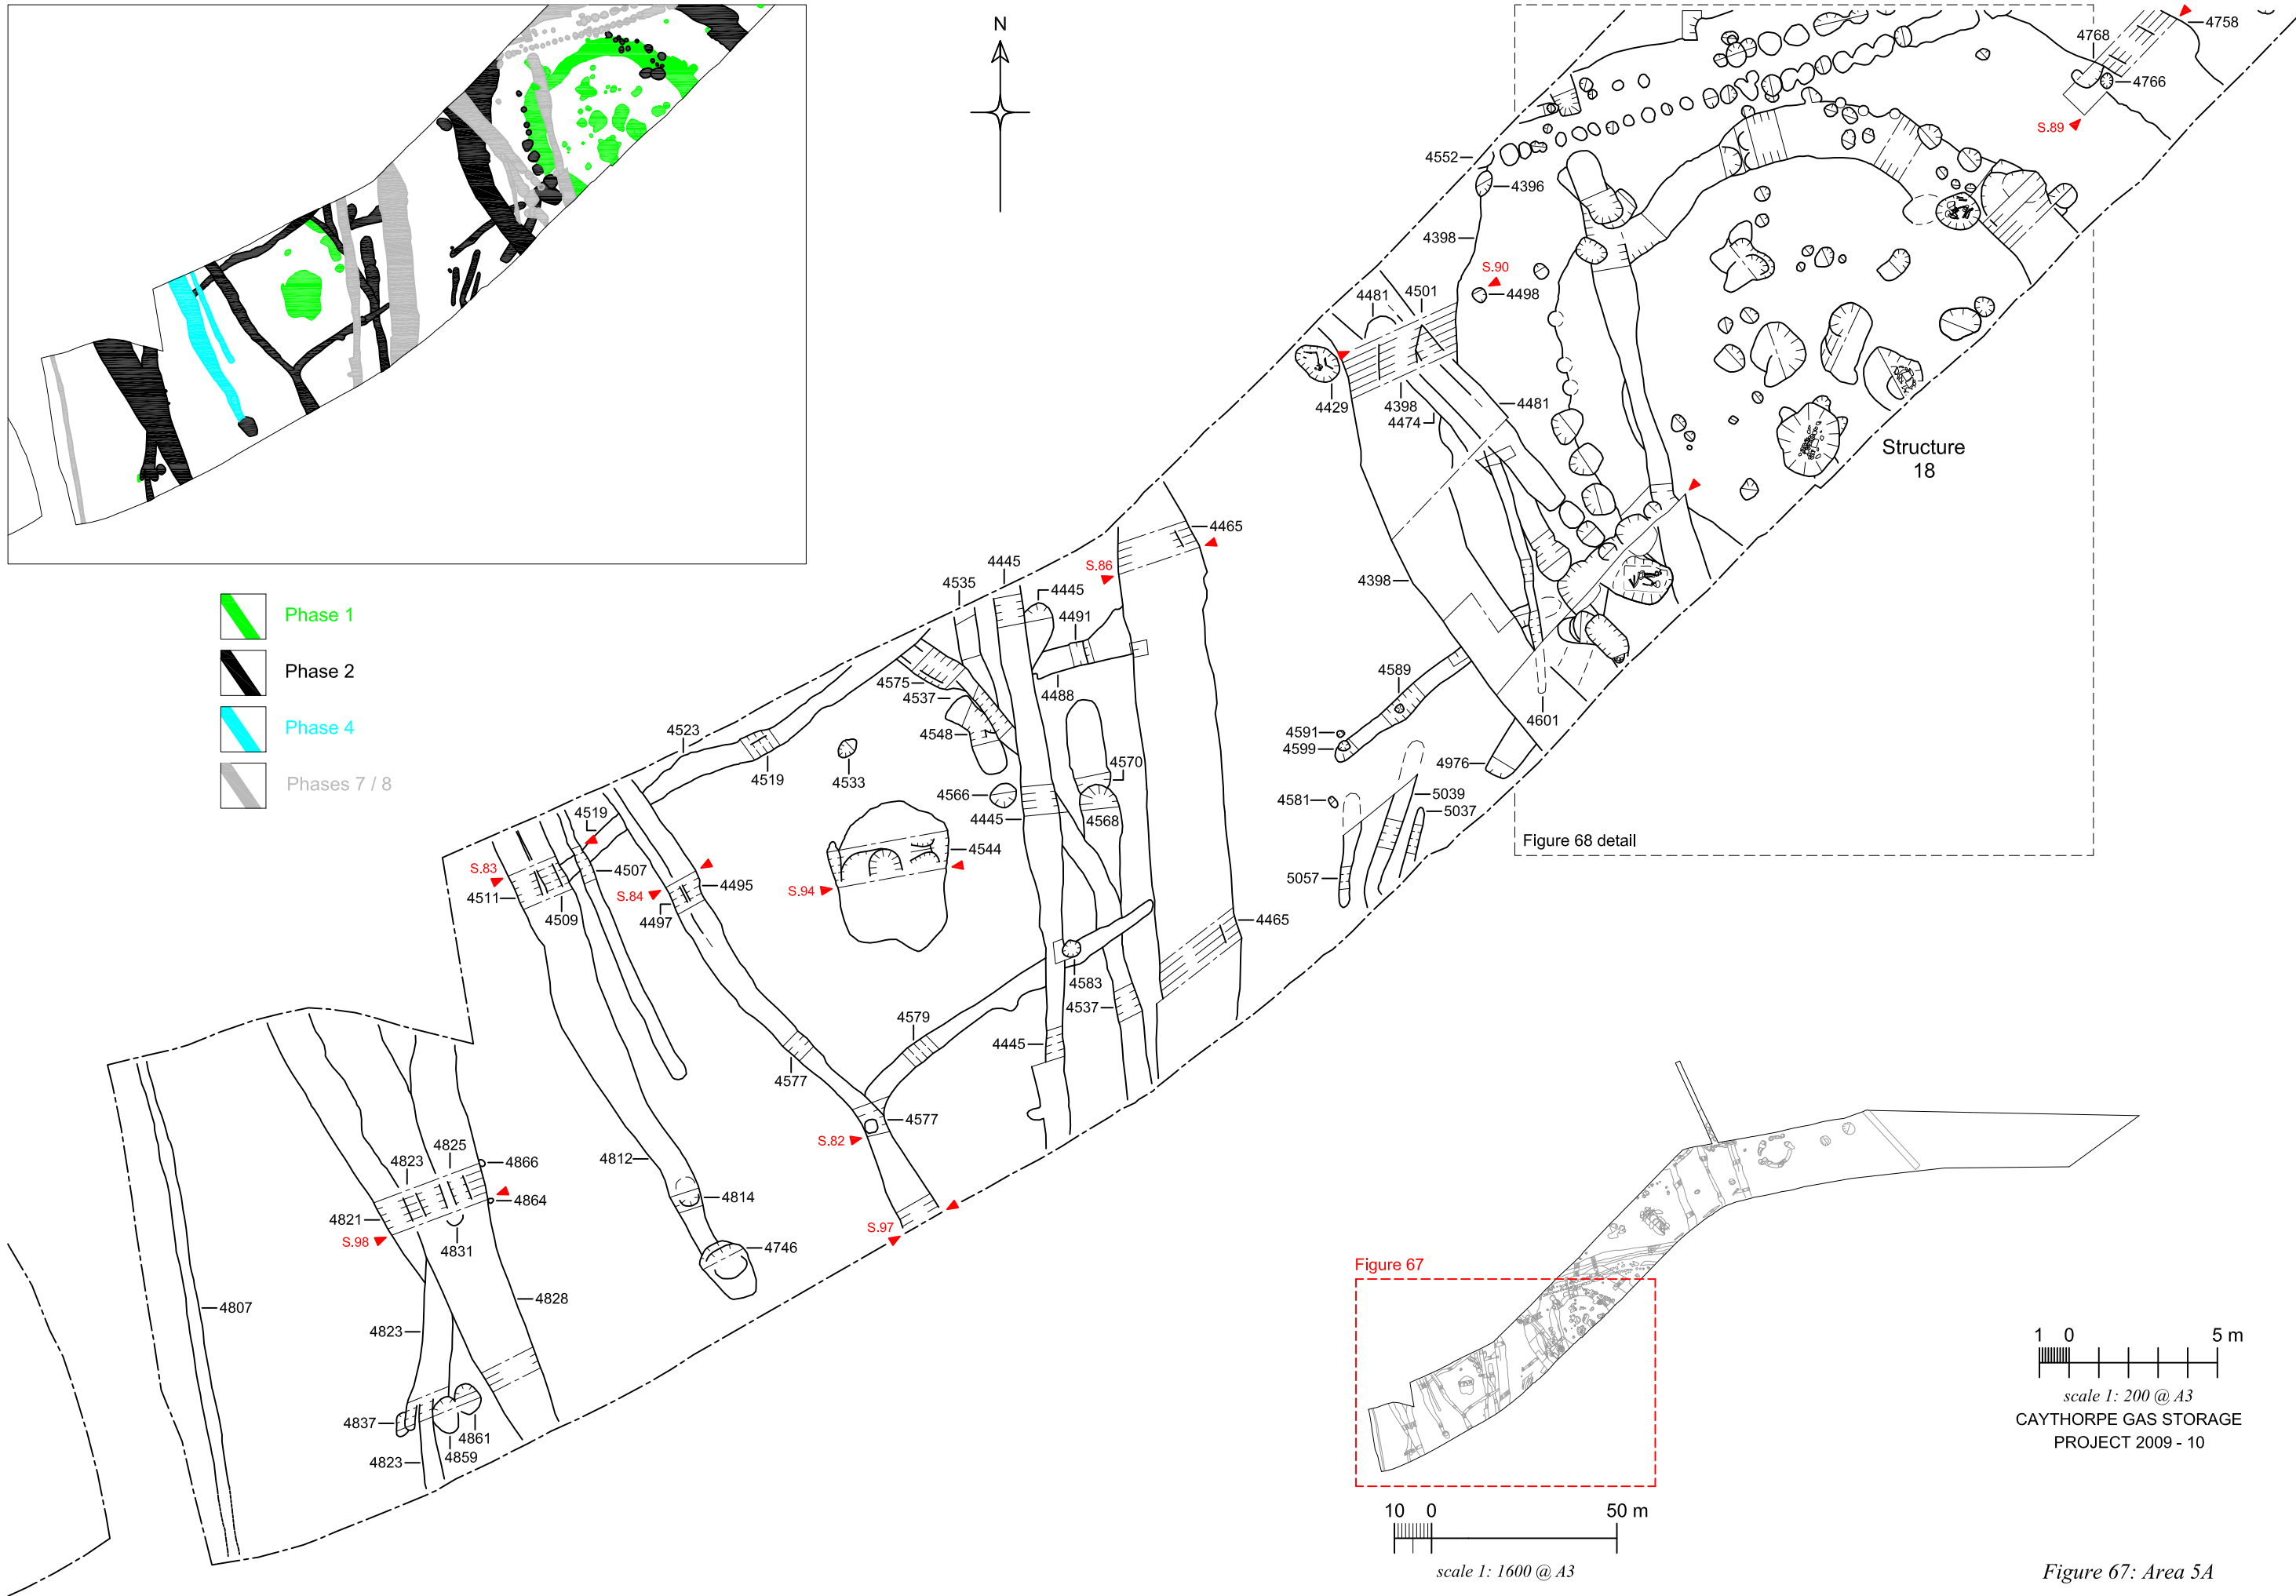 N
4758
4768
4766
S.89
4552
4396
4398
S.90
4498
4481
4501
4429
4398
4474
4481
Structure
18
4465
S.86
4398
4445
4535
4445
4491
Phase 1
Phase 2
Phase 4
Phases 7 / 8
4575
4537
4488
4589
4548
4523
4519
4533
4591
4599
4601
4976
4570
4566
4445
4568
4581
5039
5037
Figure 68 detail
4519
4544
S.83
4507
S.84
4495
S.94
4511
4509
4497
5057
4465
4583
4537
4579
4445
4577
4577
S.82
4825
4823
4866
4812
4864
4814
4821
S.98
4831
S.97
4746
Figure 67
4807
4828
4823
4837
4861
4859
4823
1 0 5 m
scale 1: 200 @ A3
CAYTHORPE GAS STORAGE
PROJECT 2009 - 10
10 0 50 m
scale 1: 1600 @ A3
Figure 67: Area 5A